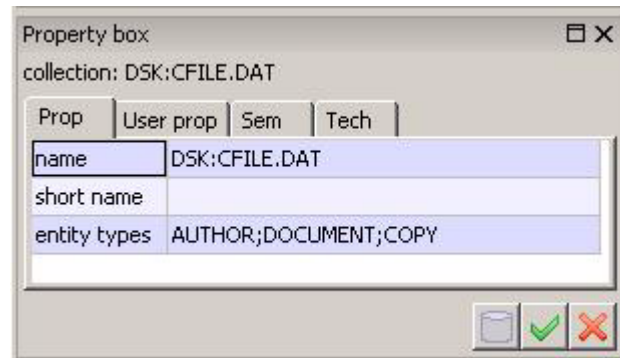 Property box
collection: DSK:CFILE.DAT
Prop User prop Sem Tech
name DSK:CFILE.DAT
short name
entity types AUTHOR;DOCUMENT;COPY